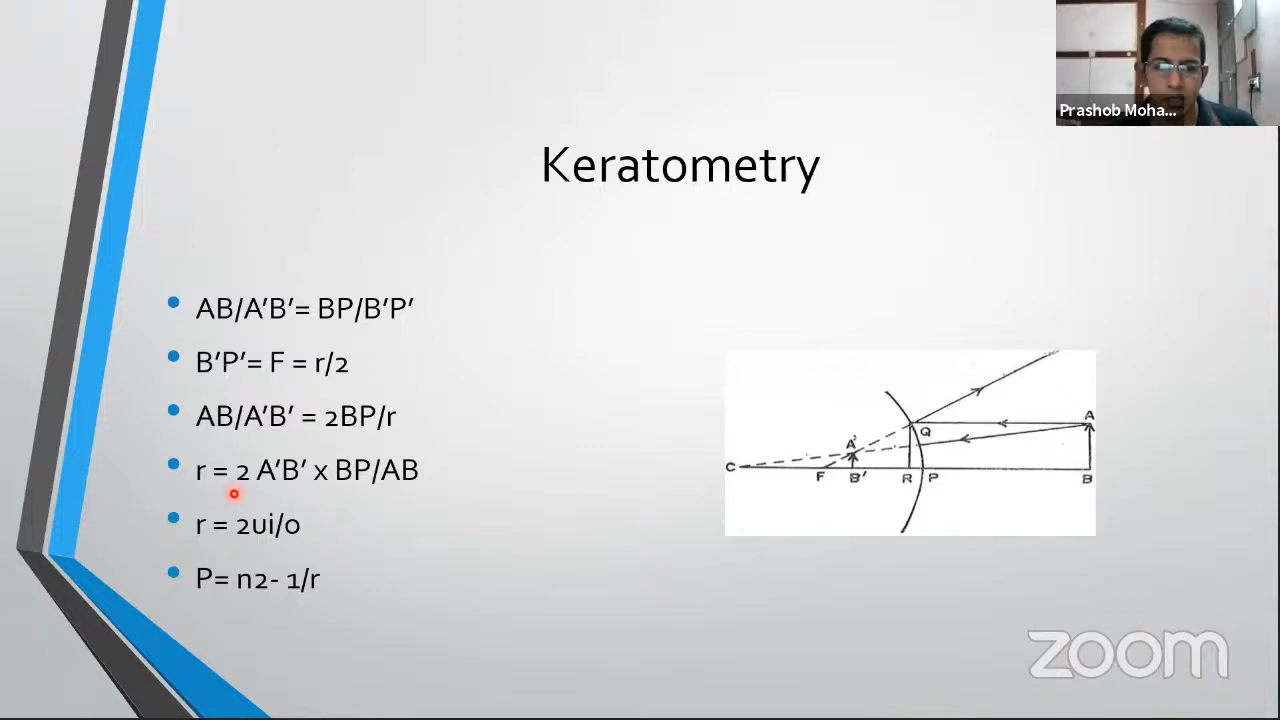 Prashob Moha...
Keratometry
• AB/A'B'= BP/B'P'
• B'P'= F = r/2
• AB/A'B' = 2BP/r
• r = 2 A'B' x BP/AB
• r = 2ui/o
• P= n2- 1/r
A
Q
A'
C
F
B'
R
P
B
zoom